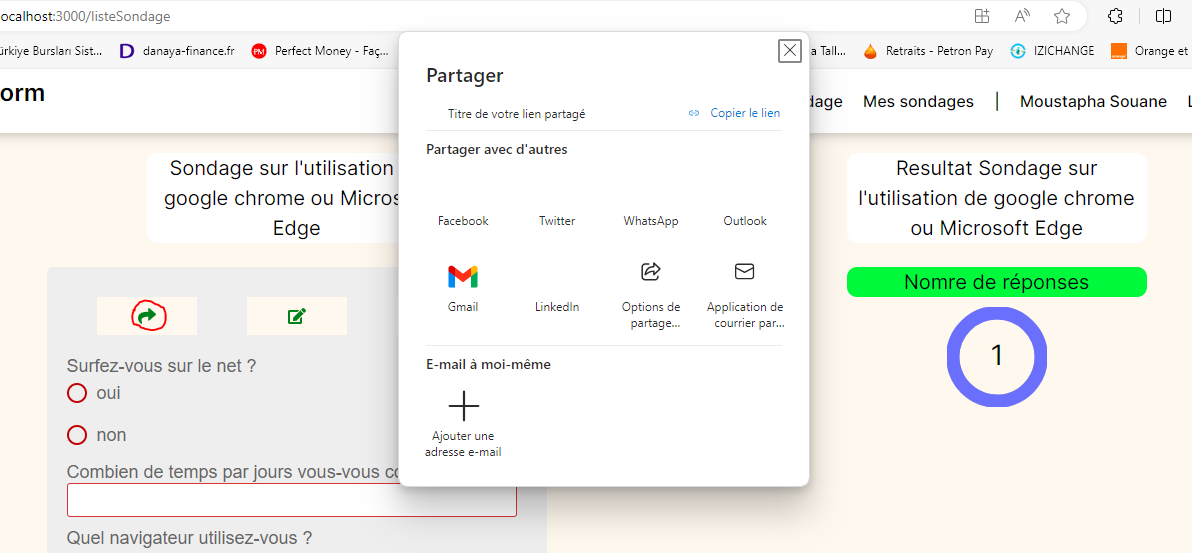 ocalhost:3000/listeSondage
ürkiye Bursları Sist...
danaya-finance.fr
PM
Perfect Money - Faç...
a Tall...
Retraits - Petron Pay
IZICHANGE
Orange et
orm
dage
Mes sondages
|
Moustapha Souane
L
Partager
Titre de votre lien partagé
Copier le lien
Partager avec d'autres
Facebook
Twitter
WhatsApp
Outlook
Gmail
LinkedIn
Options de
partage...
Application de
courrier par...
E-mail à moi-même
Ajouter une
adresse e-mail
Sondage sur l'utilisation
google chrome ou Micros
Edge
Surfez-vous sur le net ?
oui
non
Combien de temps par jours vous-vous co
Quel navigateur utilisez-vous ?
Resultat Sondage sur
l'utilisation de google chrome
ou Microsoft Edge
Nomre de réponses
1